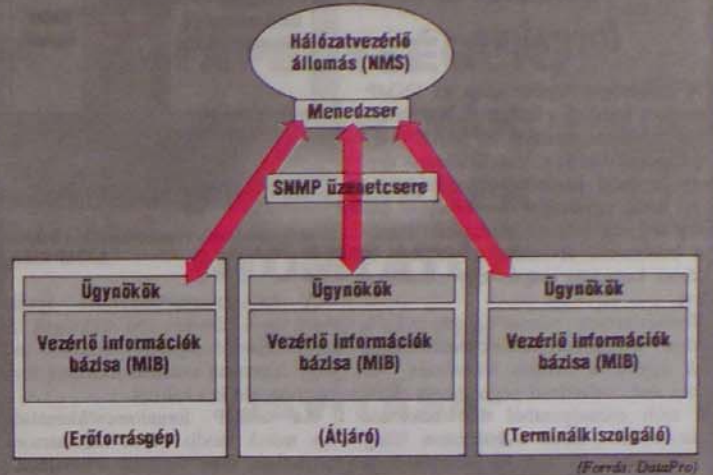 Hálózatvezérlő
állomás (NMS)
Menedzser
SNMP üzenetcsere
Ügynökök
Vezérlő információk
bázisa (MIB)
(Erőforrásgép)
Ügynökök
Vezérlő információk
bázisa (MIB)
(Átjáró)
Ügynökök
Vezérlő információk
bázisa (MIB)
(Terminálkiszolgáló)
(Forrás: DataPro)